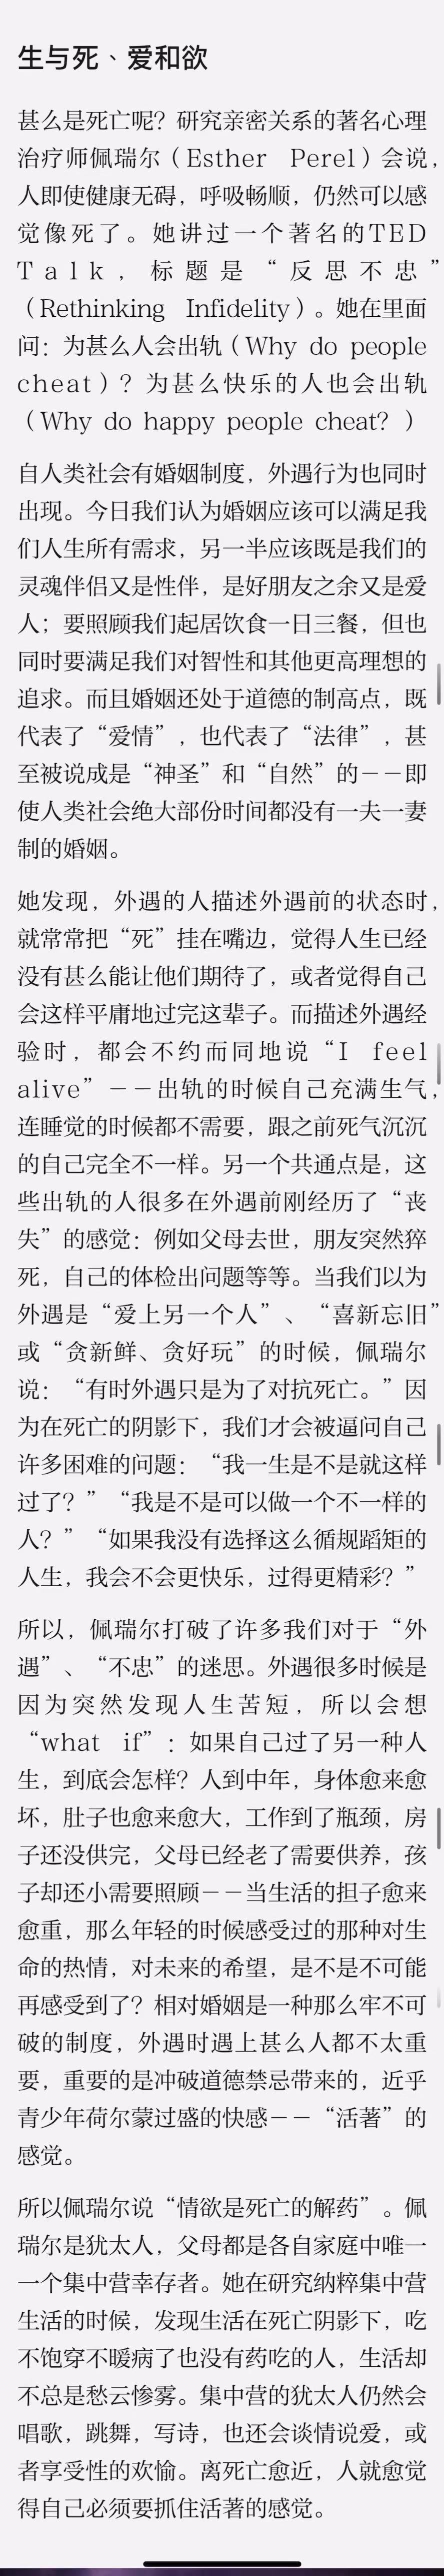 生与死、爱和欲
甚么是死亡呢？研究亲密关系的著名心理
治疗师佩瑞尔（Esther Perel）会说，
人即使健康无碍，呼吸畅顺，仍然可以感
觉像死了。她讲过一个著名的TED
Talk，标题是“反思不忠”
（Rethinking Infidelity）。她在里面
问：为甚么人会出轨（Why do people
cheat）？为甚么快乐的人也会出轨
（Why do happy people cheat？）
自人类社会有婚姻制度，外遇行为也同时
出现。今日我们认为婚姻应该可以满足我
们人生所有需求，另一半应该既是我们的
灵魂伴侣又是性伴，是好朋友之余又是爱
人；要照顾我们起居饮食一日三餐，但也
同时要满足我们对智性和其他更高理想的
追求。而且婚姻还处于道德的制高点，既
代表了“爱情”，也代表了“法律”，甚
至被说成是“神圣”和“自然”的－－即
使人类社会绝大部份时间都没有一夫一妻
制的婚姻。
她发现，外遇的人描述外遇前的状态时，
就常常把“死”挂在嘴边，觉得人生已经
没有甚么能让他们期待了，或者觉得自己
会这样平庸地过完这辈子。而描述外遇经
验时，都会不约而同地说“I feel
alive”－－出轨的时候自己充满生气，
连睡觉的时候都不需要，跟之前死气沉沉
的自己完全不一样。另一个共通点是，这
些出轨的人很多在外遇前刚经历了“丧
失”的感觉：例如父母去世，朋友突然猝
死，自己的体检出问题等等。当我们以为
外遇是“爱上另一个人”、“喜新忘旧”
或“贪新鲜、贪好玩”的时候，佩瑞尔
说：“有时外遇只是为了对抗死亡。”因
为在死亡的阴影下，我们才会被逼问自己
许多困难的问题：“我一生是不是就这样
过了？”“我是不是可以做一个不一样的
人？”“如果我没有选择这么循规蹈矩的
人生，我会不会更快乐，过得更精彩？”
所以，佩瑞尔打破了许多我们对于“外
遇”、“不忠”的迷思。外遇很多时候是
因为突然发现人生苦短，所以会想
“what if”：如果自己过了另一种人
生，到底会怎样？人到中年，身体愈来愈
坏，肚子也愈来愈大，工作到了瓶颈，房
子还没供完，父母已经老了需要供养，孩
子却还小需要照顾－－当生活的担子愈来
愈重，那么年轻的时候感受过的那种对生
命的热情，对未来的希望，是不是不可能
再感受到了？相对婚姻是一种那么牢不可
破的制度，外遇时遇上甚么人都不太重
要，重要的是冲破道德禁忌带来的，近乎
青少年荷尔蒙过盛的快感－－“活著”的
感觉。
所以佩瑞尔说“情欲是死亡的解药”。佩
瑞尔是犹太人，父母都是各自家庭中唯一
一个集中营幸存者。她在研究纳粹集中营
生活的时候，发现生活在死亡阴影下，吃
不饱穿不暖病了也没有药吃的人，生活却
不总是愁云惨雾。集中营的犹太人仍然会
唱歌，跳舞，写诗，也还会谈情说爱，或
者享受性的欢愉。离死亡愈近，人就愈觉
得自己必须要抓住活著的感觉。